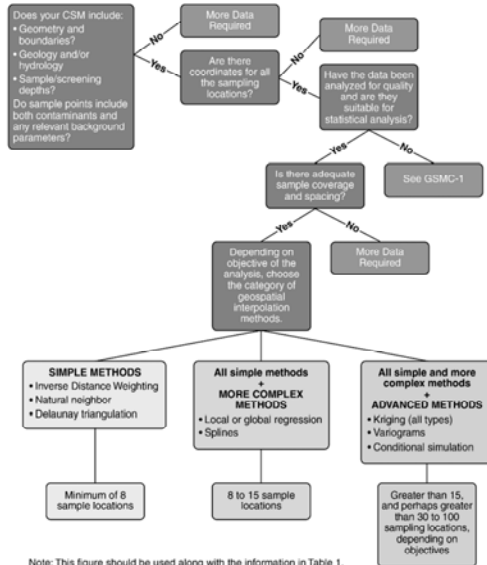 Does your CSM include:
• Geometry and
boundaries?
• Geology and/or
hydrology
• Sample/screening
depths?
Do sample points include
both contaminants and
any relevant background
parameters?
No
More Data
Required
Yes
Are there
coordinates for all
the sampling
locations?
No
More Data
Required
Yes
Have the data been
analyzed for quality
and are they
suitable for
statistical analysis?
Yes
No
Is there adequate
sample coverage
and spacing?
See GSMC-1
Yes
No
Depending on
objective of the
analysis, choose
the category of
geospatial
interpolation
methods.
More Data
Required
SIMPLE METHODS
• Inverse Distance Weighting
• Natural neighbor
• Delaunay triangulation
All simple methods
+
MORE COMPLEX
METHODS
• Local or global regression
• Splines
All simple and more
complex methods
+
ADVANCED METHODS
• Kriging (all types)
• Variograms
• Conditional simulation
Minimum of 8
sample locations
8 to 15 sample
locations
Greater than 15,
and perhaps greater
than 30 to 100
sampling locations,
depending on
objectives
Note: This figure should be used along with the information in Table 1.